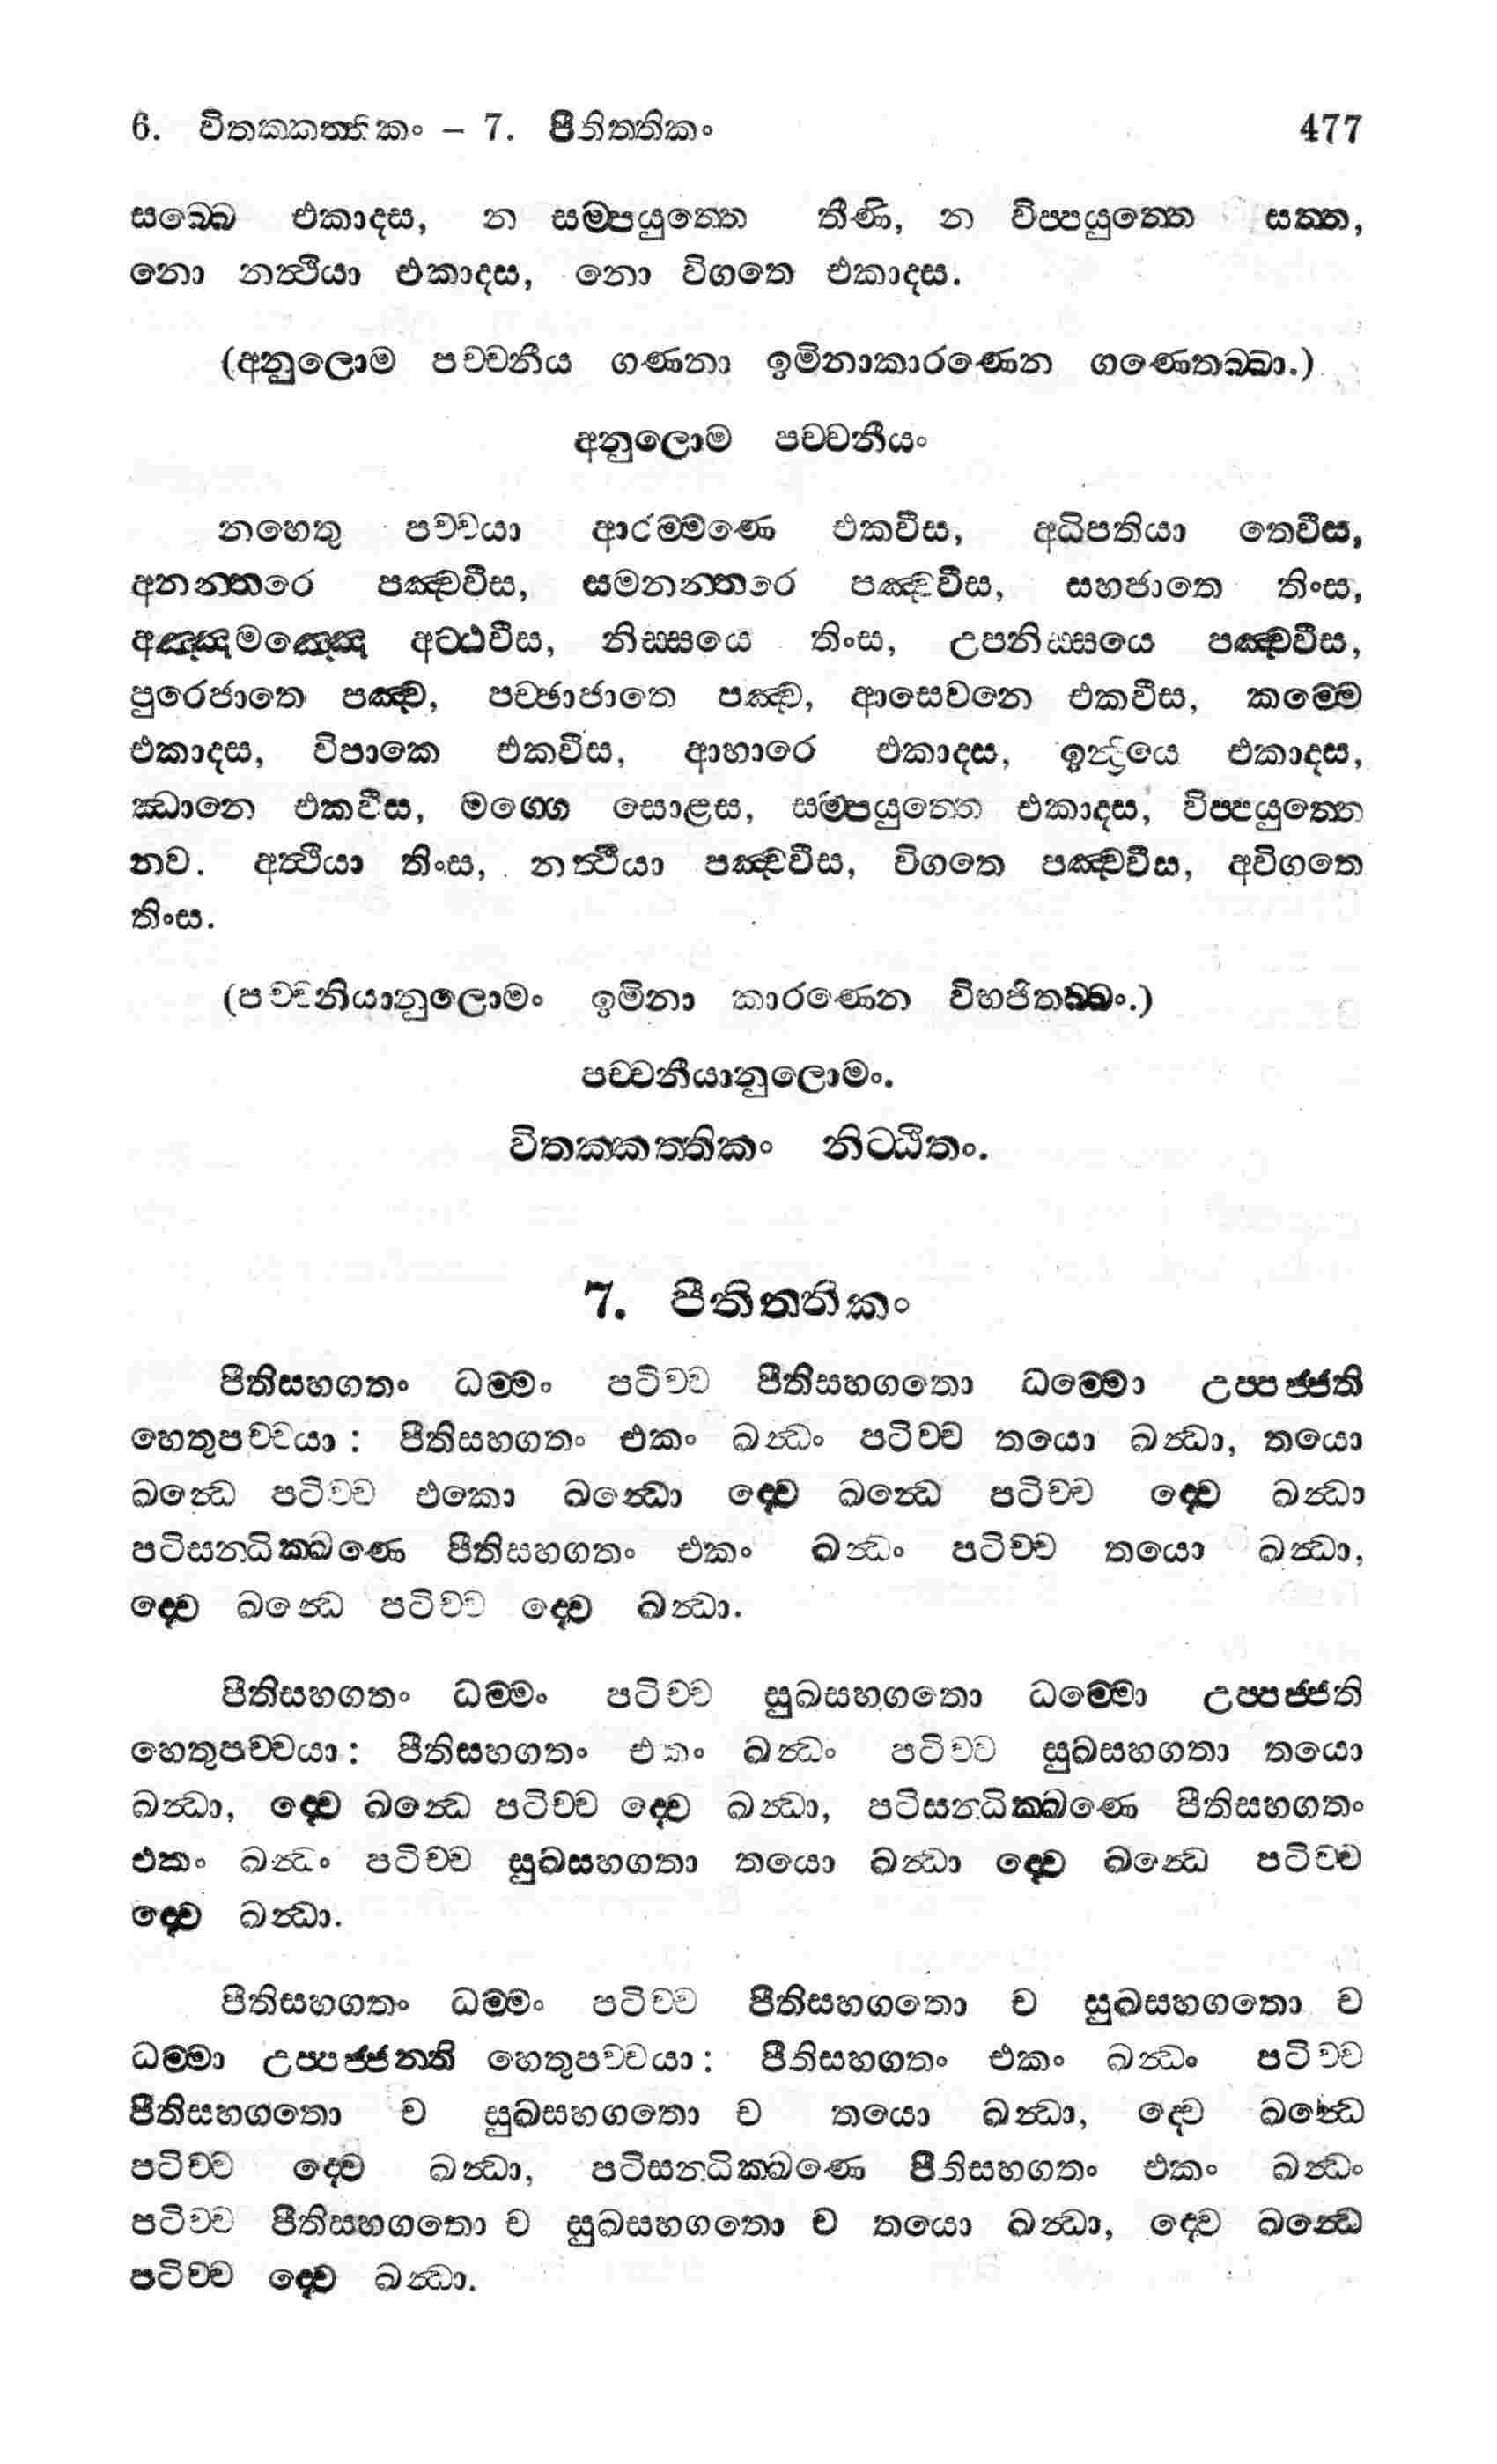 6. විතක්කත්තිකං – 7. පීතිත්තිකං 477
සබ්බෙ එකාදස, න සම්පයුත්තෙ තීණි, න විප්පයුත්තෙ සත්ත,
නො නත්ථියා එකාදස, නො විගතෙ එකාදස.
(අනුලොම පච්චනීය ගණනා ඉමිනාකාරණෙන ගණෙතබ්බා.)
අනුලොම පච්චනීයං
නහෙතු පච්චයා ආරම්මණෙ එකවීස, අධිපතියා තෙවීස,
අනන්තරෙ පඤ්චවීස, සමනන්තරෙ පඤ්චවීස, සහජාතෙ තිංස,
අඤ්ඤමඤ්ඤෙ අට්ඨවීස, නිස්සයෙ තිංස, උපනිස්සයෙ පඤ්චවීස,
පුරෙජාතෙ පඤ්ච, පච්ඡාජාතෙ පඤ්ච, ආසෙවනෙ එකවීස, කම්මෙ
එකාදස, විපාකෙ එකවීස, ආහාරෙ එකාදස, ඉන්ද්‍රියෙ එකාදස,
ඣානෙ එකවීස, මග්ගෙ සොළස, සම්පයුත්තෙ එකාදස, විප්පයුත්තෙ
නව. අත්ථියා තිංස, නත්ථියා පඤ්චවීස, විගතෙ පඤ්චවීස, අවිගතෙ
තිංස.
(පච්චනියානුලොමං ඉමිනා කාරණෙන විභජිතබ්බං.)
පච්චනීයානුලොමං.
විතක්කත්තිකං නිට්ඨිතං.
7. පීතිත්තිකං
පීතිසහගතං ධම්මං පටිච්ච පීතිසහගතො ධම්මො උප්පජ්ජති
හෙතුපච්චයා: පීතිසහගතං එකං ඛන්ධං පටිච්ච තයො ඛන්ධා, තයො
ඛන්ධෙ පටිච්ච එකො ඛන්ධො ද්වෙ ඛන්ධෙ පටිච්ච ද්වෙ ඛන්ධා
පටිසන්ධික්ඛණෙ පීතිසහගතං එකං ඛන්ධං පටිච්ච තයො ඛන්ධා,
ද්වෙ ඛන්ධෙ පටිච්ච ද්වෙ ඛන්ධා.
පීතිසහගතං ධම්මං පටිච්ච සුඛසහගතො ධම්මො උප්පජ්ජති
හෙතුපච්චයා: පීතිසහගතං එකං ඛන්ධං පටිච්ච සුඛසහගතා තයො
ඛන්ධා, ද්වෙ ඛන්ධෙ පටිච්ච ද්වෙ ඛන්ධා, පටිසන්ධික්ඛණෙ පීතිසහගතං
එකං ඛන්ධං පටිච්ච සුඛසහගතා තයො ඛන්ධා ද්වෙ ඛන්ධෙ පටිච්ච
ද්වෙ ඛන්ධා.
පීතිසහගතං ධම්මං පටිච්ච පීතිසහගතො ච සුඛසහගතො ච
ධම්මා උප්පජ්ජන්ති හෙතුපච්චයා: පීතිසහගතං එකං ඛන්ධං පටිච්ච
පීතිසහගතො ච සුඛසහගතො ච තයො ඛන්ධා, ද්වෙ ඛන්ධෙ
පටිච්ච ද්වෙ ඛන්ධා, පටිසන්ධික්ඛණෙ පීතිසහගතං එකං ඛන්ධං
පටිච්ච පීතිසහගතො ච සුඛසහගතො ච තයො ඛන්ධා, ද්වෙ ඛන්ධෙ
පටිච්ච ද්වෙ ඛන්ධා.